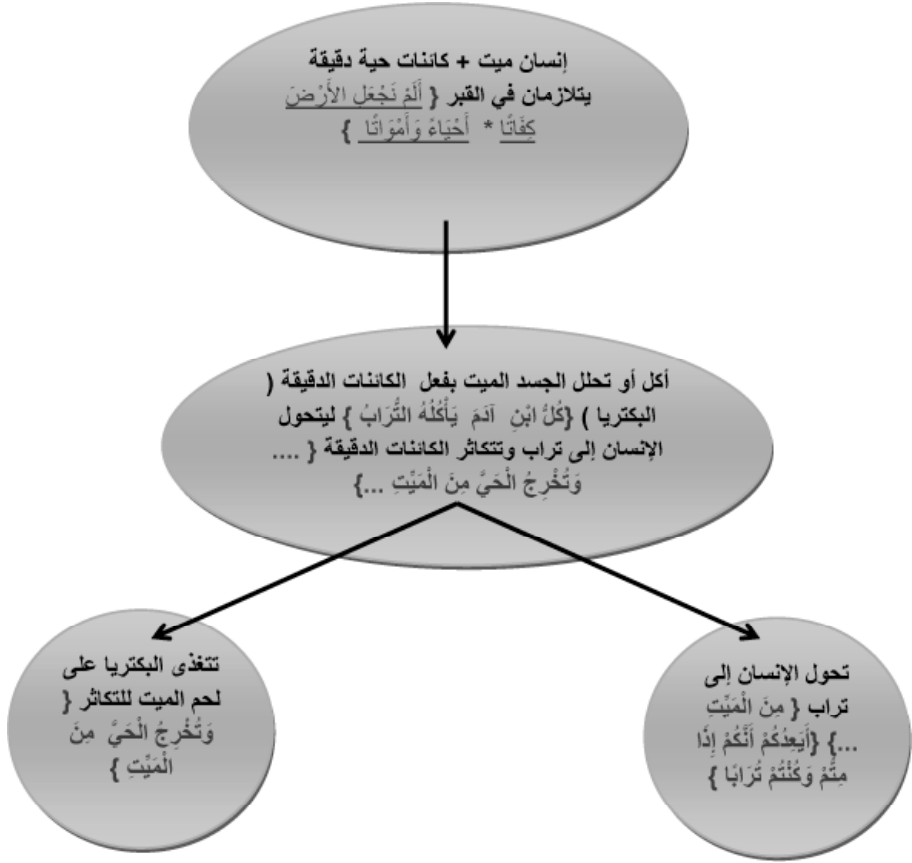 إنسان ميت + كائنات حية دقيقة
يتلازمان في القبر { أَلَمْ نَجْعَلِ الأَرْضَ
كِفَاتًا * أَحْيَاءً وَأَمْوَاتًا }
أكل أو تحلل الجسد الميت بفعل الكائنات الدقيقة (
البكتريا ) {كُلُّ ابْنِ آدَمَ يَأْكُلُهُ التُّرَابُ } ليتحول
الإنسان إلى تراب وتتكاثر الكائنات الدقيقة { ....
وَتُخْرِجُ الْحَيَّ مِنَ الْمَيِّتِ ...}
تحول الإنسان إلى
تراب { مِنَ الْمَيِّتِ
...} {أَيَعِدُكُمْ أَنَّكُمْ إِذَا
مِتُّمْ وَكُنْتُمْ تُرَابًا }
تتغذى البكتريا على
لحم الميت للتكاثر {
وَتُخْرِجُ الْحَيَّ مِنَ
الْمَيِّتِ }